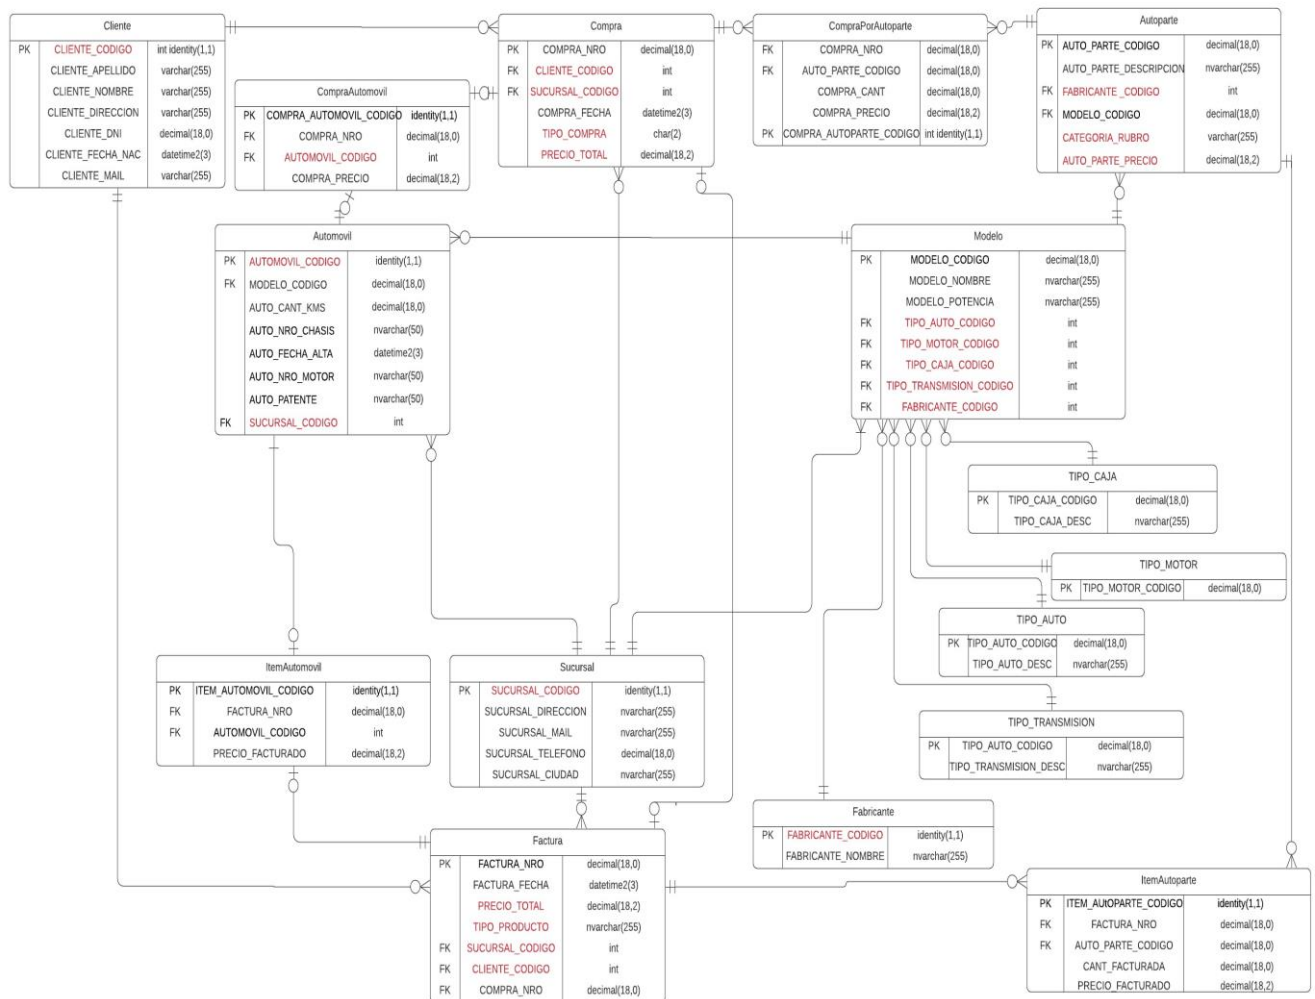 Cliente
PK CLIENTE_CODIGO int identity(1,1)
CLIENTE_APELLIDO varchar(255)
CLIENTE_NOMBRE varchar(255)
CLIENTE_DIRECCION varchar(255)
CLIENTE_DNI decimal(18,0)
CLIENTE_FECHA_NAC datetime2(3)
CLIENTE_MAIL varchar(255)
CompraAutomovil
PK COMPRA_AUTOMOVIL_CODIGO identity(1,1)
FK COMPRA_NRO decimal(18,0)
FK AUTOMOVIL_CODIGO int
COMPRA_PRECIO decimal(18,2)
Compra
PK COMPRA_NRO decimal(18,0)
FK CLIENTE_CODIGO int
FK SUCURSAL_CODIGO int
COMPRA_FECHA datetime2(3)
TIPO_COMPRA char(2)
PRECIO_TOTAL decimal(18,2)
CompraPorAutoparte
FK COMPRA_NRO decimal(18,0)
FK AUTO_PARTE_CODIGO decimal(18,0)
COMPRA_CANT decimal(18,0)
COMPRA_PRECIO decimal(18,2)
PK COMPRA_AUTOPARTE_CODIGO int identity(1,1)
Autoparte
PK AUTO_PARTE_CODIGO decimal(18,0)
AUTO_PARTE_DESCRIPCION nvarchar(255)
FK FABRICANTE_CODIGO int
FK MODELO_CODIGO decimal(18,0)
CATEGORIA_RUBRO varchar(255)
AUTO_PARTE_PRECIO decimal(18,2)
Automovil
PK AUTOMOVIL_CODIGO identity(1,1)
FK MODELO_CODIGO decimal(18,0)
AUTO_CANT_KMS decimal(18,0)
AUTO_NRO_CHASIS nvarchar(50)
AUTO_FECHA_ALTA datetime2(3)
AUTO_NRO_MOTOR nvarchar(50)
AUTO_PATENTE nvarchar(50)
FK SUCURSAL_CODIGO int
Modelo
PK MODELO_CODIGO decimal(18,0)
MODELO_NOMBRE nvarchar(255)
MODELO_POTENCIA nvarchar(255)
FK TIPO_AUTO_CODIGO int
FK TIPO_MOTOR_CODIGO int
FK TIPO_CAJA_CODIGO int
FK TIPO_TRANSMISION_CODIGO int
FK FABRICANTE_CODIGO int
TIPO_CAJA
PK TIPO_CAJA_CODIGO decimal(18,0)
TIPO_CAJA_DESC nvarchar(255)
TIPO_MOTOR
PK TIPO_MOTOR_CODIGO decimal(18,0)
TIPO_AUTO
PK TIPO_AUTO_CODIGO decimal(18,0)
TIPO_AUTO_DESC nvarchar(255)
TIPO_TRANSMISION
PK TIPO_AUTO_CODIGO decimal(18,0)
TIPO_TRANSMISION_DESC nvarchar(255)
ItemAutomovil
PK ITEM_AUTOMOVIL_CODIGO identity(1,1)
FK FACTURA_NRO decimal(18,0)
FK AUTOMOVIL_CODIGO int
PRECIO_FACTURADO decimal(18,2)
Sucursal
PK SUCURSAL_CODIGO identity(1,1)
SUCURSAL_DIRECCION nvarchar(255)
SUCURSAL_MAIL nvarchar(255)
SUCURSAL_TELEFONO decimal(18,0)
SUCURSAL_CIUDAD nvarchar(255)
Fabricante
PK FABRICANTE_CODIGO identity(1,1)
FABRICANTE_NOMBRE nvarchar(255)
Factura
PK FACTURA_NRO decimal(18,0)
FACTURA_FECHA datetime2(3)
PRECIO_TOTAL decimal(18,2)
TIPO_PRODUCTO nvarchar(255)
FK SUCURSAL_CODIGO int
FK CLIENTE_CODIGO int
FK COMPRA_NRO decimal(18,0)
ItemAutoparte
PK ITEM_AUtOPARTE_CODIGO identity(1,1)
FK FACTURA_NRO decimal(18,0)
FK AUTO_PARTE_CODIGO decimal(18,0)
CANT_FACTURADA decimal(18,0)
PRECIO_FACTURADO decimal(18,2)